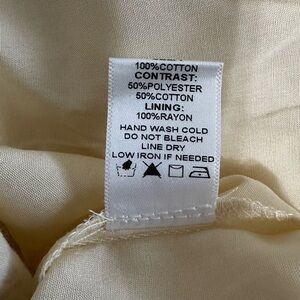 100%COTTON
CONTRAST:
50%POLYESTER
50%COTTON
LINING:
100%RAYON
HAND WASH COLD
DO NOT BLEACH
LINE DRY
LOW IRON IF NEEDED